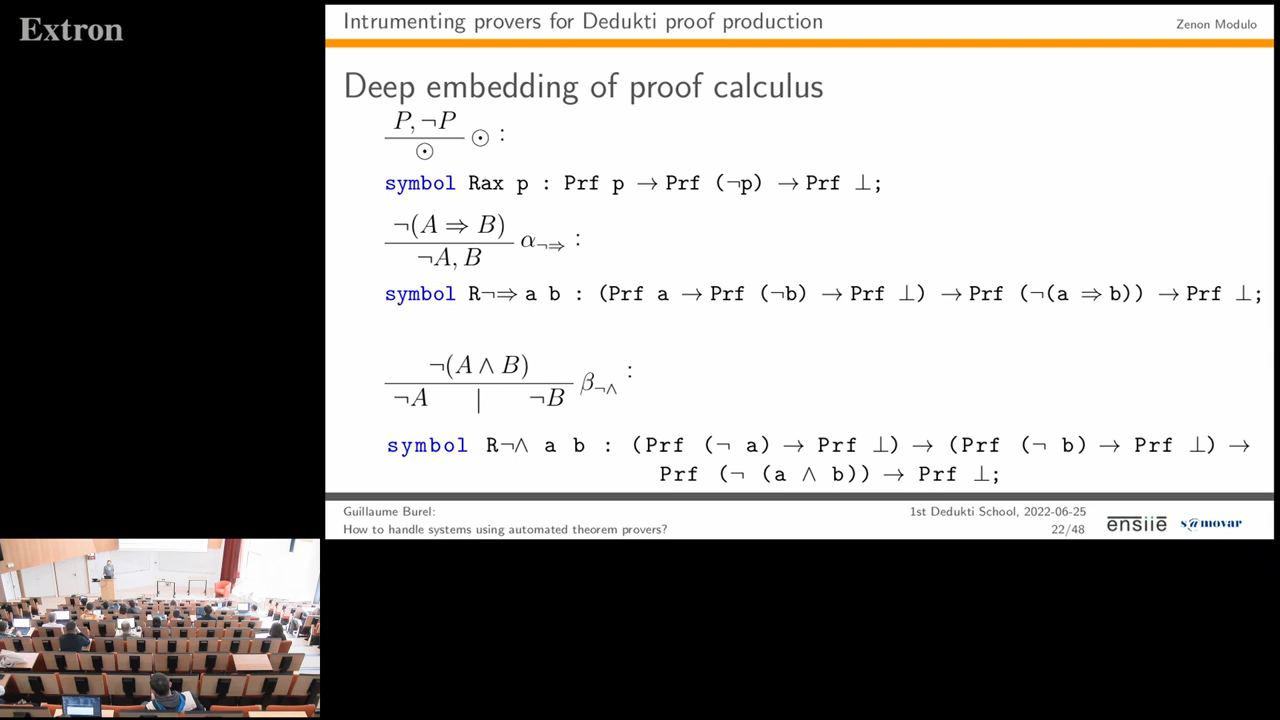 Extron
Intrumenting provers for Dedukti proof production
Zenon Modulo
Deep embedding of proof calculus
P, ¬P
⊙ ⊙ :
symbol Rax p : Prf p → Prf (¬p) → Prf ⊥;
¬(A ⇒ B)
¬A, B α¬⇒ :
symbol R¬⇒ a b : (Prf a → Prf (¬b) → Prf ⊥) → Prf (¬(a ⇒ b)) → Prf ⊥;
¬(A ∧ B)
¬A | ¬B β¬∧ :
symbol R¬∧ a b : (Prf (¬ a) → Prf ⊥) → (Prf (¬ b) → Prf ⊥) →
Prf (¬ (a ∧ b)) → Prf ⊥;
Guillaume Burel:
How to handle systems using automated theorem provers?
1st Dedukti School, 2022-06-25
22/48
ensiie
s@movar